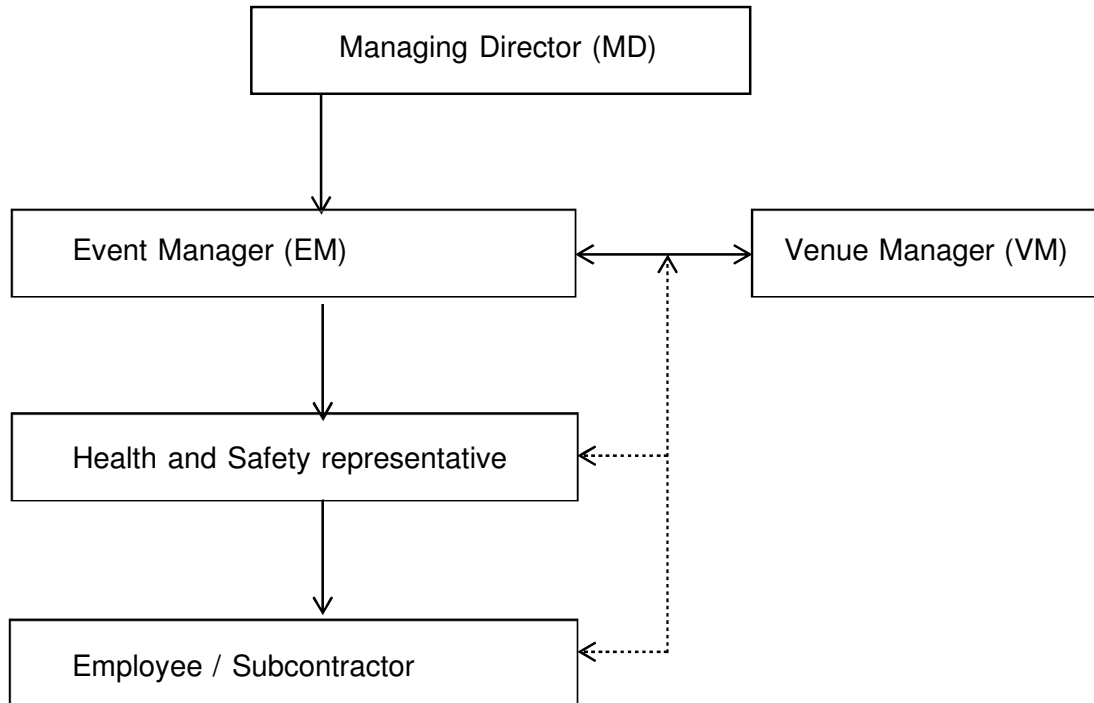 Managing Director (MD)
Event Manager (EM)
Venue Manager (VM)
Health and Safety representative
Employee / Subcontractor